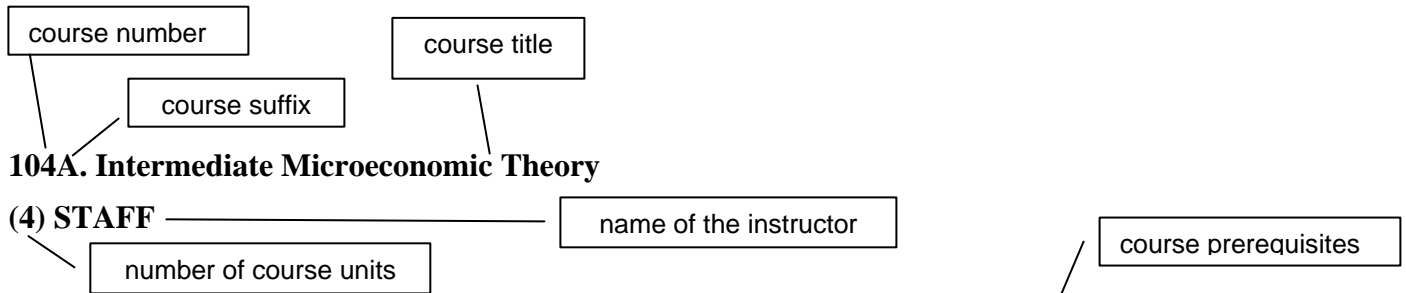 course number
course title
course suffix
104A. Intermediate Microeconomic Theory
(4) STAFF
name of the instructor
course prerequisites
number of course units